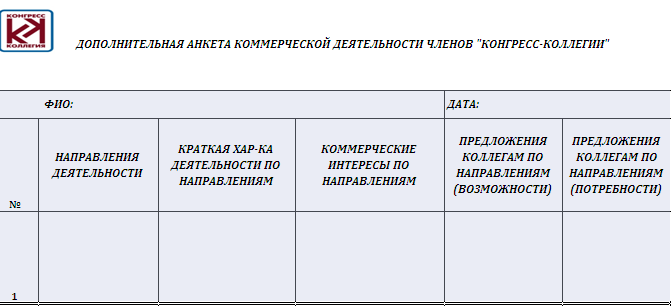 КОНГРЕСС
КК
КОЛЛЕГИЯ
ДОПОЛНИТЕЛЬНАЯ АНКЕТА КОММЕРЧЕСКОЙ ДЕЯТЕЛЬНОСТИ ЧЛЕНОВ "КОНГРЕСС-КОЛЛЕГИИ"
ФИО:
ДАТА:
№
НАПРАВЛЕНИЯ
ДЕЯТЕЛЬНОСТИ
КРАТКАЯ ХАР-КА
ДЕЯТЕЛЬНОСТИ ПО
НАПРАВЛЕНИЯМ
КОММЕРЧЕСКИЕ
ИНТЕРЕСЫ ПО
НАПРАВЛЕНИЯМ
ПРЕДЛОЖЕНИЯ
КОЛЛЕГАМ ПО
НАПРАВЛЕНИЯМ
(ВОЗМОЖНОСТИ)
ПРЕДЛОЖЕНИЯ
КОЛЛЕГАМ ПО
НАПРАВЛЕНИЯМ
(ПОТРЕБНОСТИ)
1